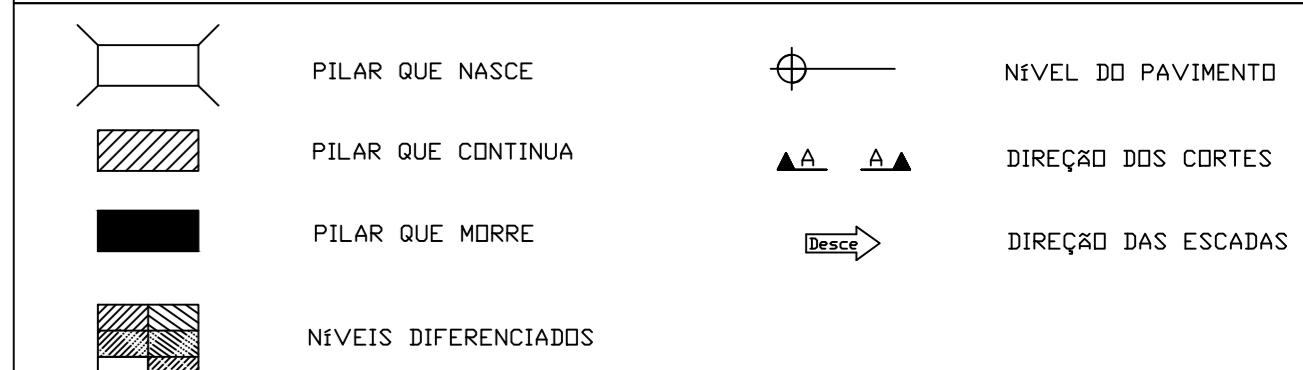 PILAR QUE NASCE
NÍVEL DO PAVIMENTO
PILAR QUE CONTINUA
A A
DIREÇÃO DOS CORTES
PILAR QUE MORRE
Desce
DIREÇÃO DAS ESCADAS
NÍVEIS DIFERENCIADOS